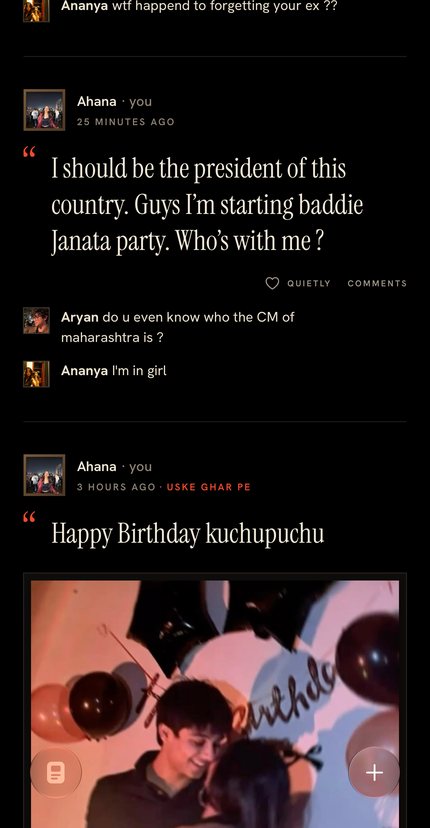 Ananya wtf happend to forgetting your ex ??
Ahana · you
25 MINUTES AGO
“ I should be the president of this
country. Guys I’m starting baddie
Janata party. Who’s with me ?
QUIETLY COMMENTS
Aryan do u even know who the CM of
maharashtra is ?
Ananya I'm in girl
Ahana · you
3 HOURS AGO · USKE GHAR PE
“ Happy Birthday kuchupuchu
Birthda